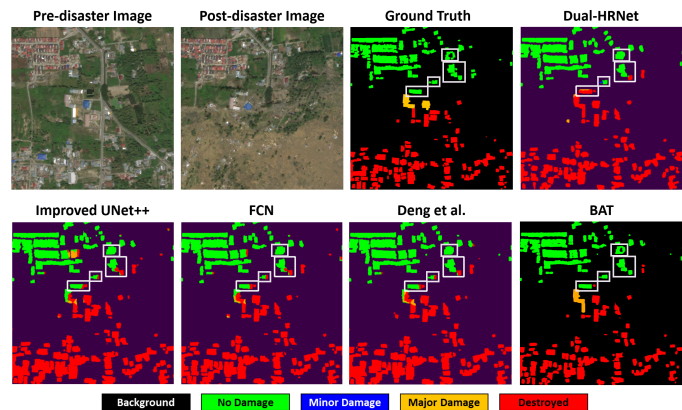 Pre-disaster Image
Post-disaster Image
Ground Truth
Dual-HRNet
Improved UNet++
FCN
Deng et al.
BAT
Background
No Damage
Minor Damage
Major Damage
Destroyed